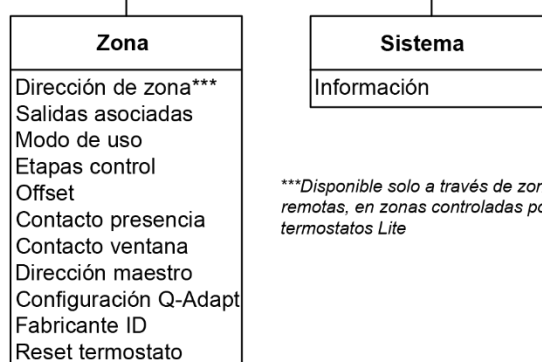 Zona
Dirección de zona***
Salidas asociadas
Modo de uso
Etapas control
Offset
Contacto presencia
Contacto ventana
Dirección maestro
Configuración Q-Adapt
Fabricante ID
Reset termostato
Sistema
Información
***Disponible solo a través de
remotas, en zonas controladas
termostatos Lite